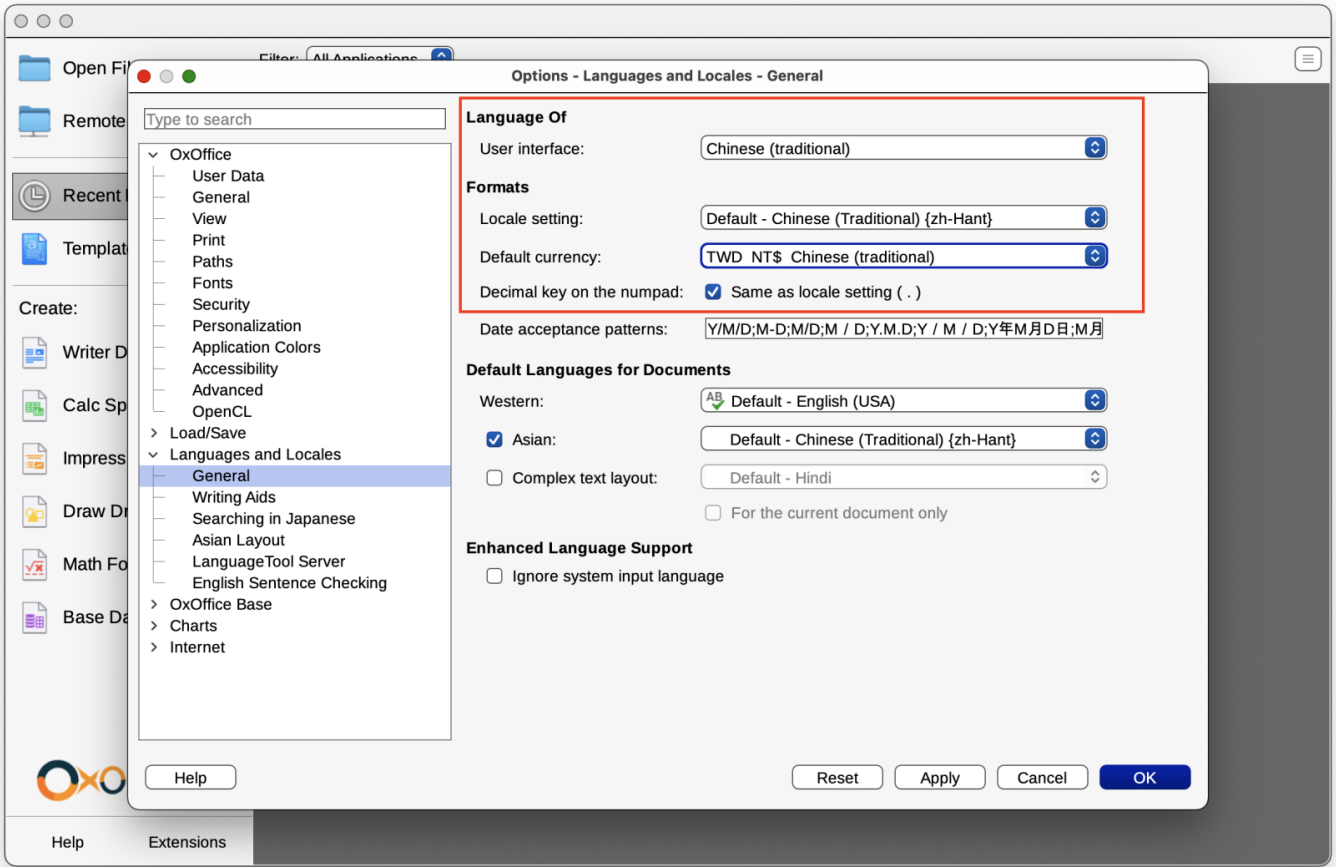 Filter: All Applications
Open Fil
Remote
Recent
Templat
Create:
Writer D
Calc Sp
Impress
Draw Dr
Math Fo
Base Da
Help
Extensions
Options - Languages and Locales - General
Type to search
OxOffice
User Data
General
View
Print
Paths
Fonts
Security
Personalization
Application Colors
Accessibility
Advanced
OpenCL
Load/Save
Languages and Locales
General
Writing Aids
Searching in Japanese
Asian Layout
LanguageTool Server
English Sentence Checking
OxOffice Base
Charts
Internet
Language Of
User interface: Chinese (traditional)
Formats
Locale setting: Default - Chinese (Traditional) {zh-Hant}
Default currency: TWD NT$ Chinese (traditional)
Decimal key on the numpad: Same as locale setting ( . )
Date acceptance patterns: Y/M/D;M-D;M/D;M / D;Y.M.D;Y / M / D;Y年M月D日;M月
Default Languages for Documents
Western: Default - English (USA)
Asian: Default - Chinese (Traditional) {zh-Hant}
Complex text layout: Default - Hindi
For the current document only
Enhanced Language Support
Ignore system input language
Help
Reset
Apply
Cancel
OK